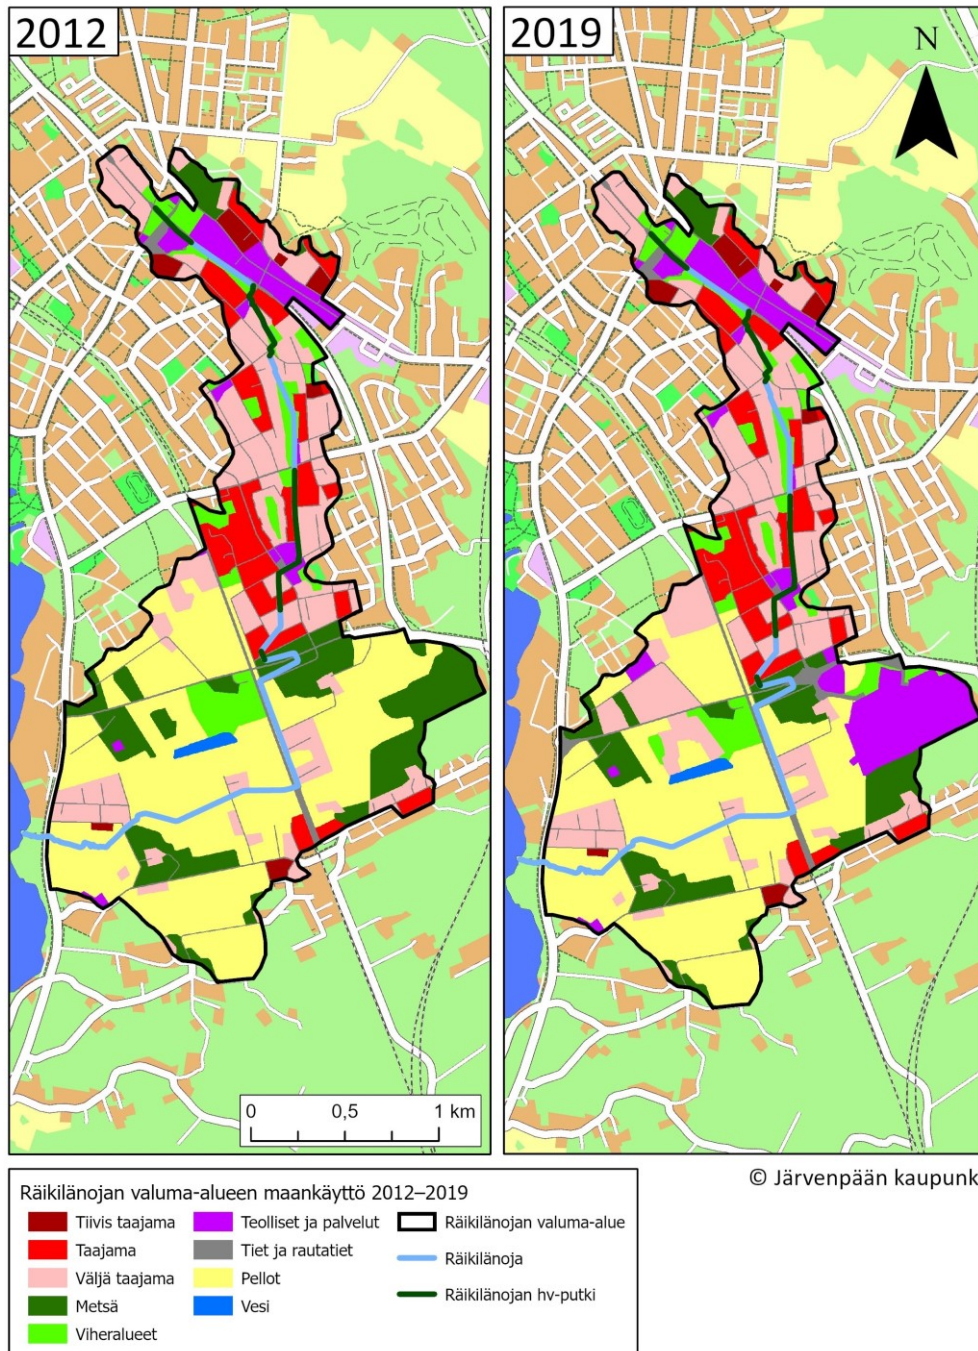 2012
2019
N
0 0,5 1 km
© Järvenpään kaupunk
Räikilänojan valuma-alueen maankäyttö 2012–2019
Tiivis taajama
Taajama
Väljä taajama
Metsä
Viheralueet
Teolliset ja palvelut
Tiet ja rautatiet
Pellot
Vesi
Räikilänojan valuma-alue
Räikilänoja
Räikilänojan hv-putki